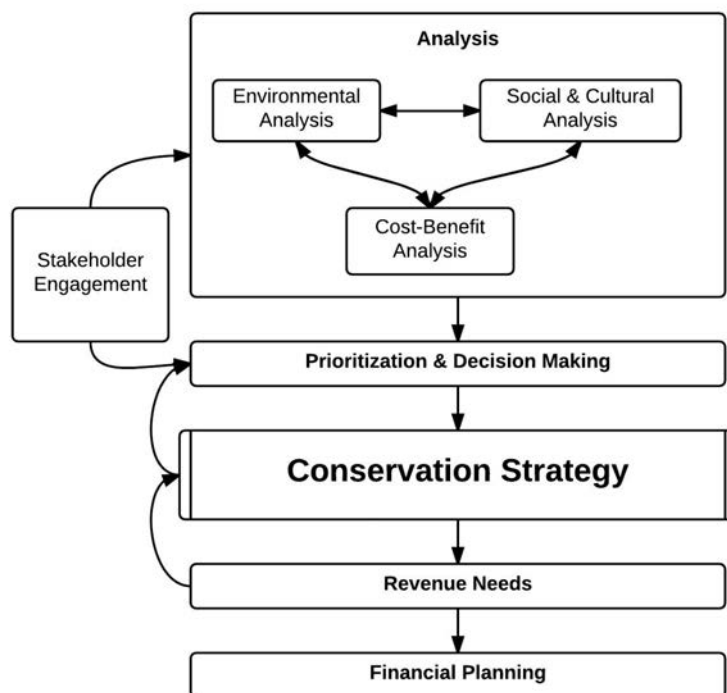 Analysis
Environmental
Analysis
Social & Cultural
Analysis
Cost-Benefit
Analysis
Stakeholder
Engagement
Prioritization & Decision Making
Conservation Strategy
Revenue Needs
Financial Planning